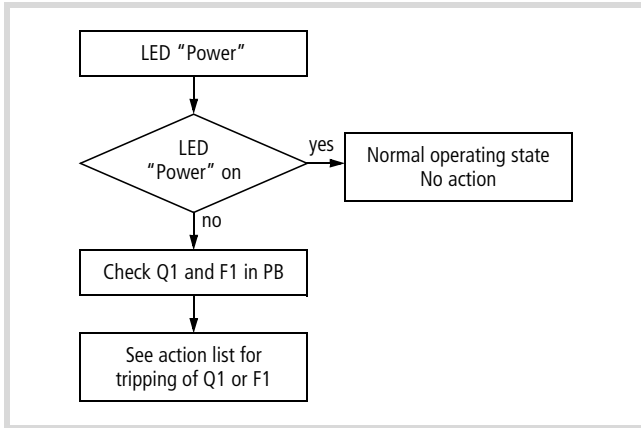 LED "Power"
LED
"Power" on
yes
Normal operating state
No action
no
Check Q1 and F1 in PB
See action list for
tripping of Q1 or F1